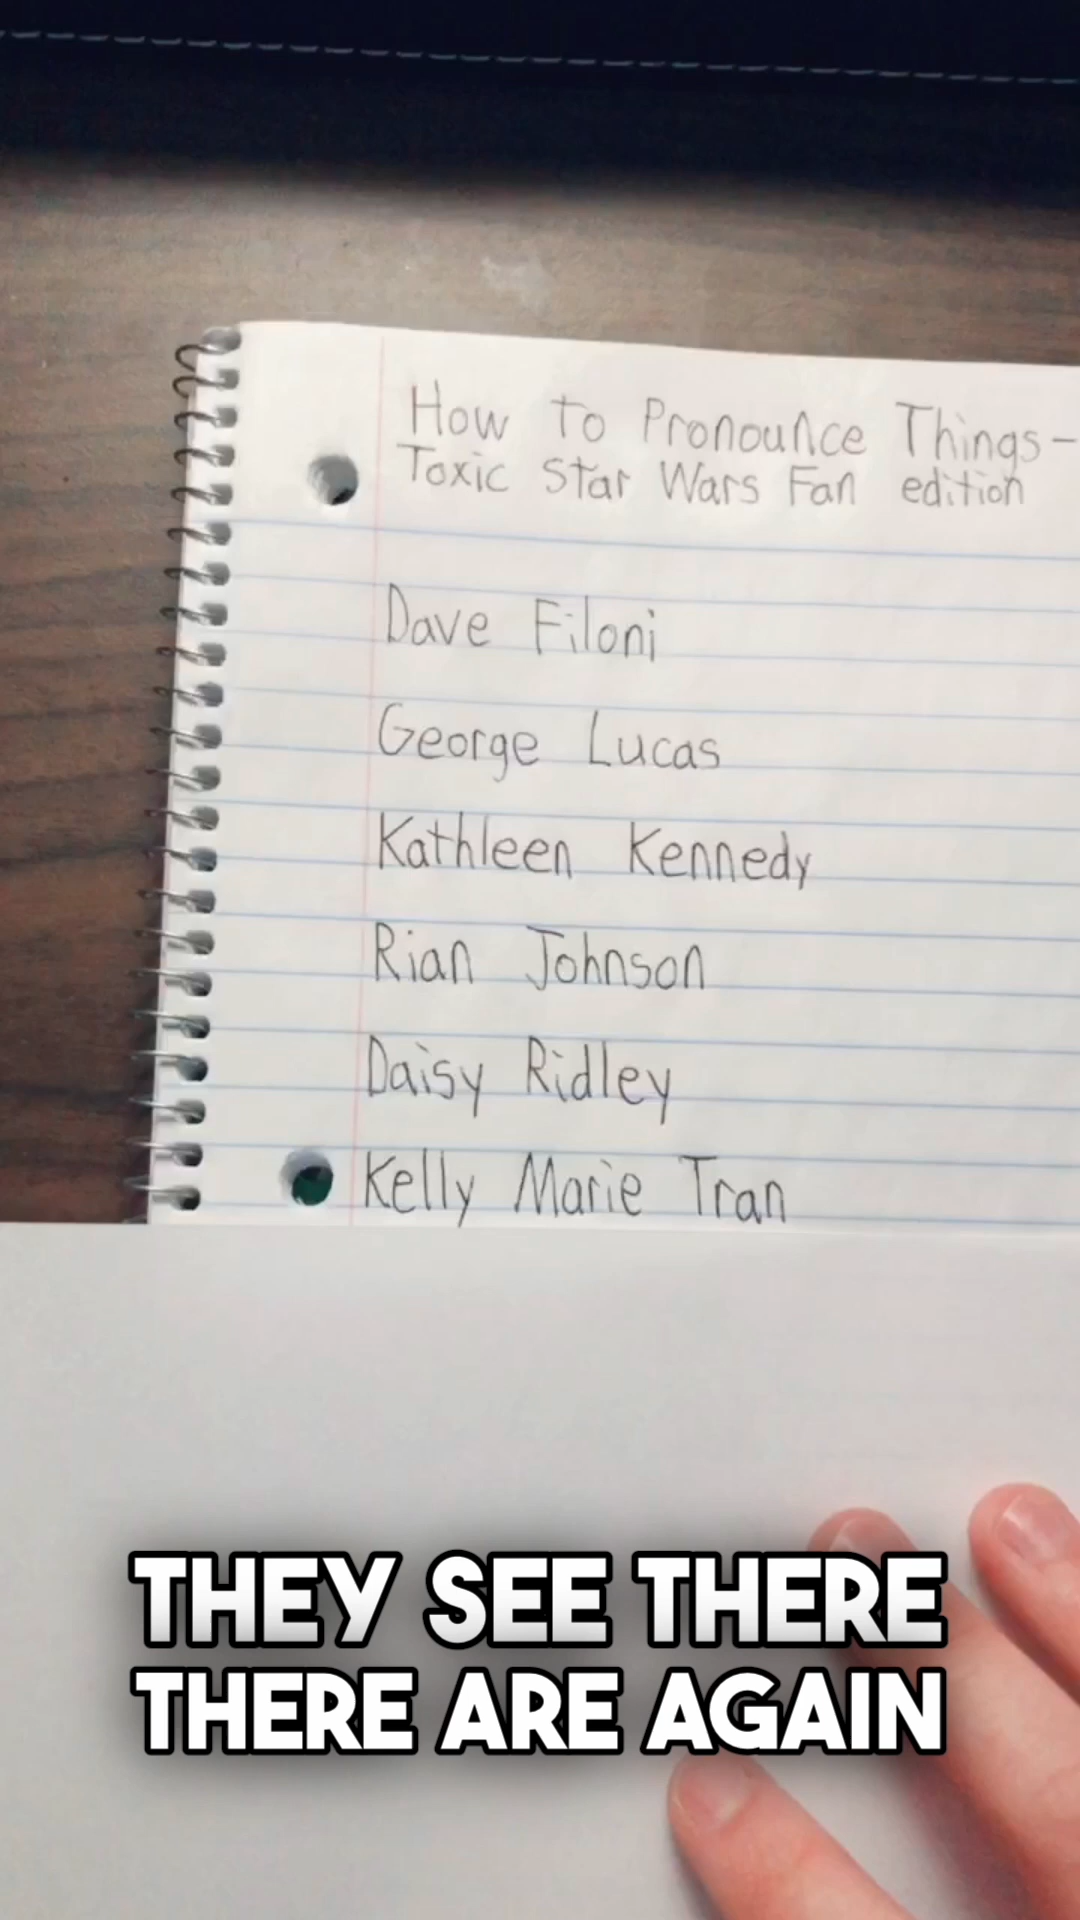 How to Pronounce Things-
Toxic Star Wars Fan edition
Dave Filoni
George Lucas
Kathleen Kennedy
Rian Johnson
Daisy Ridley
Kelly Marie Tran
THEY SEE THERE
THERE ARE AGAIN